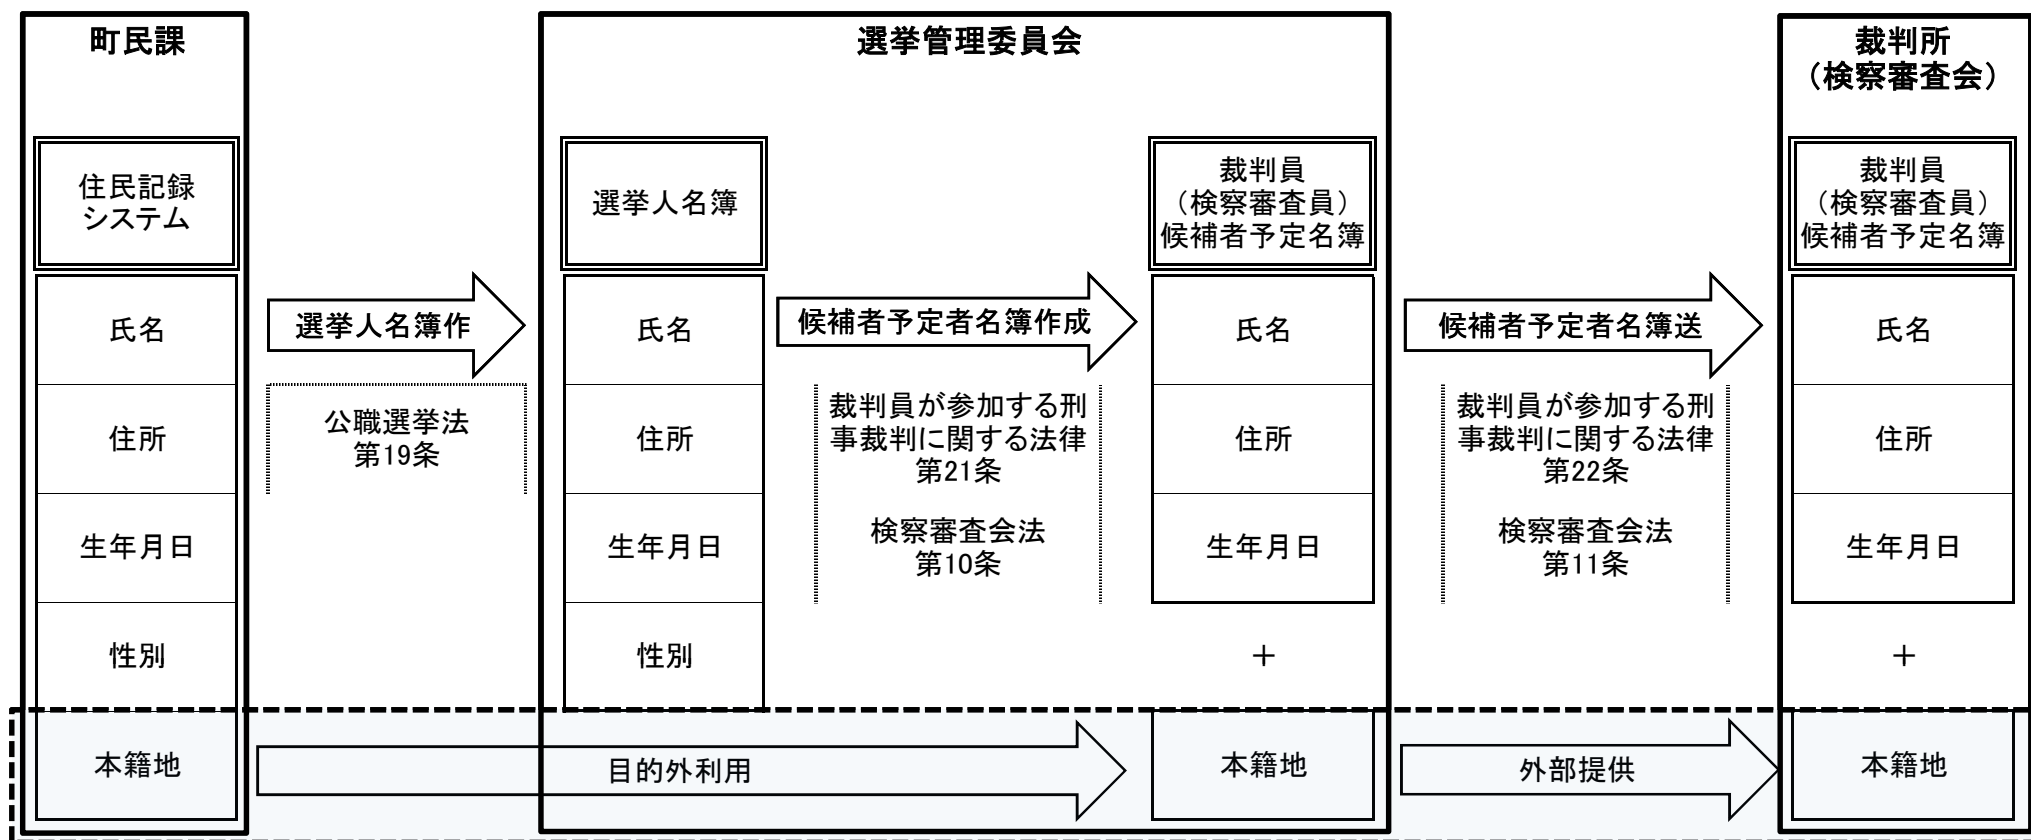 町民課
選挙管理委員会
裁判所
（検察審査会）
住民記録
システム
選挙人名簿
裁判員
（検察審査員）
候補者予定名簿
裁判員
（検察審査員）
候補者予定名簿
氏名
選挙人名簿作
氏名
候補者予定者名簿作成
氏名
候補者予定者名簿送
氏名
住所
公職選挙法
第19条
住所
裁判員が参加する刑
事裁判に関する法律
第21条
検察審査会法
第10条
住所
裁判員が参加する刑
事裁判に関する法律
第22条
検察審査会法
第11条
住所
生年月日
生年月日
生年月日
生年月日
性別
性別
＋
＋
本籍地
目的外利用
本籍地
外部提供
本籍地